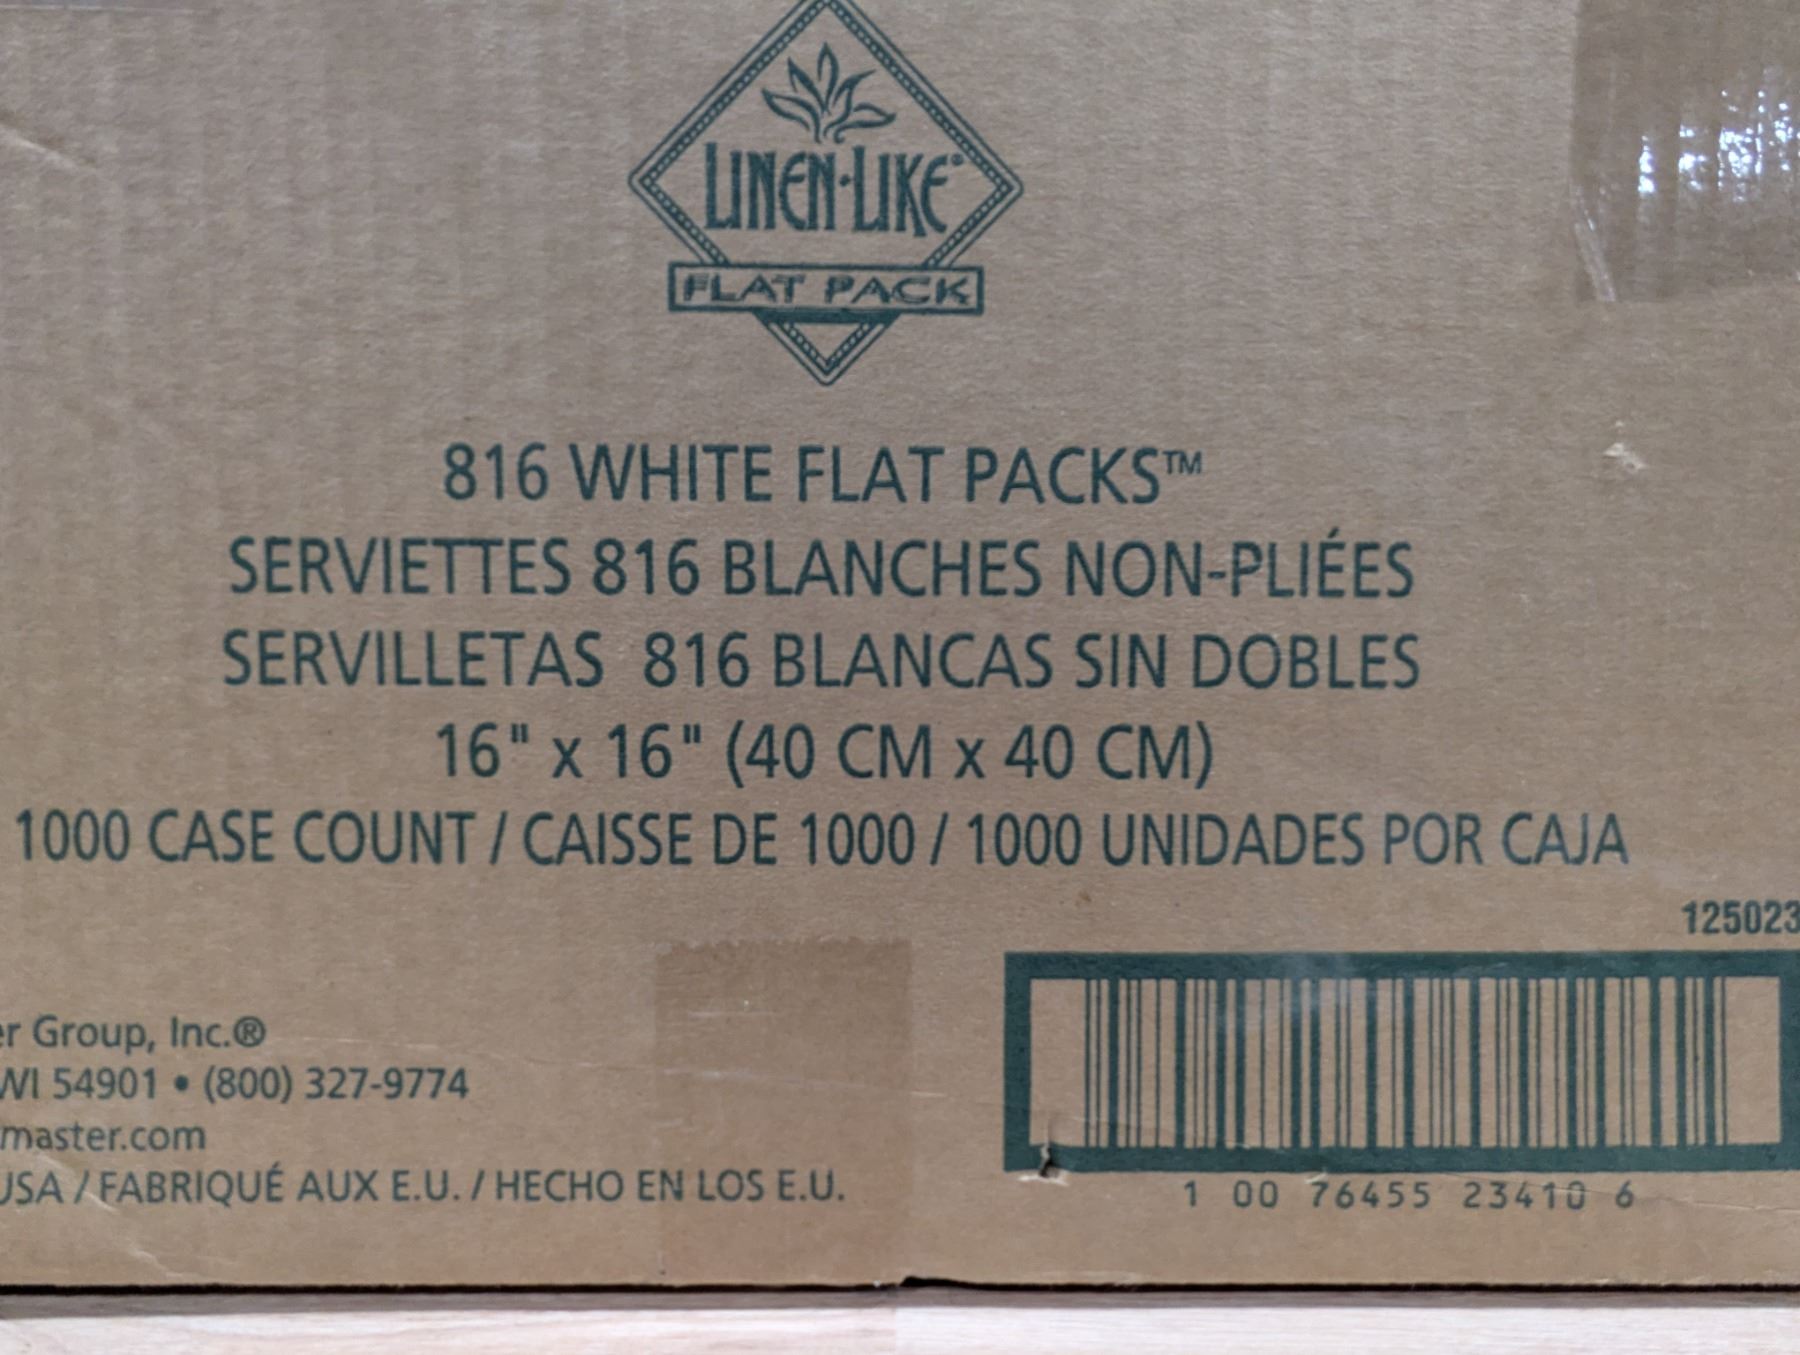 LINEN·LIKE®
FLAT PACK
816 WHITE FLAT PACKS™
SERVIETTES 816 BLANCHES NON-PLIÉES
SERVILLETAS 816 BLANCAS SIN DOBLES
16" x 16" (40 CM x 40 CM)
1000 CASE COUNT / CAISSE DE 1000 / 1000 UNIDADES POR CAJA
125023
er Group, Inc.®
WI 54901 • (800) 327-9774
master.com
USA / FABRIQUÉ AUX E.U. / HECHO EN LOS E.U.
1 00 76455 23410 6